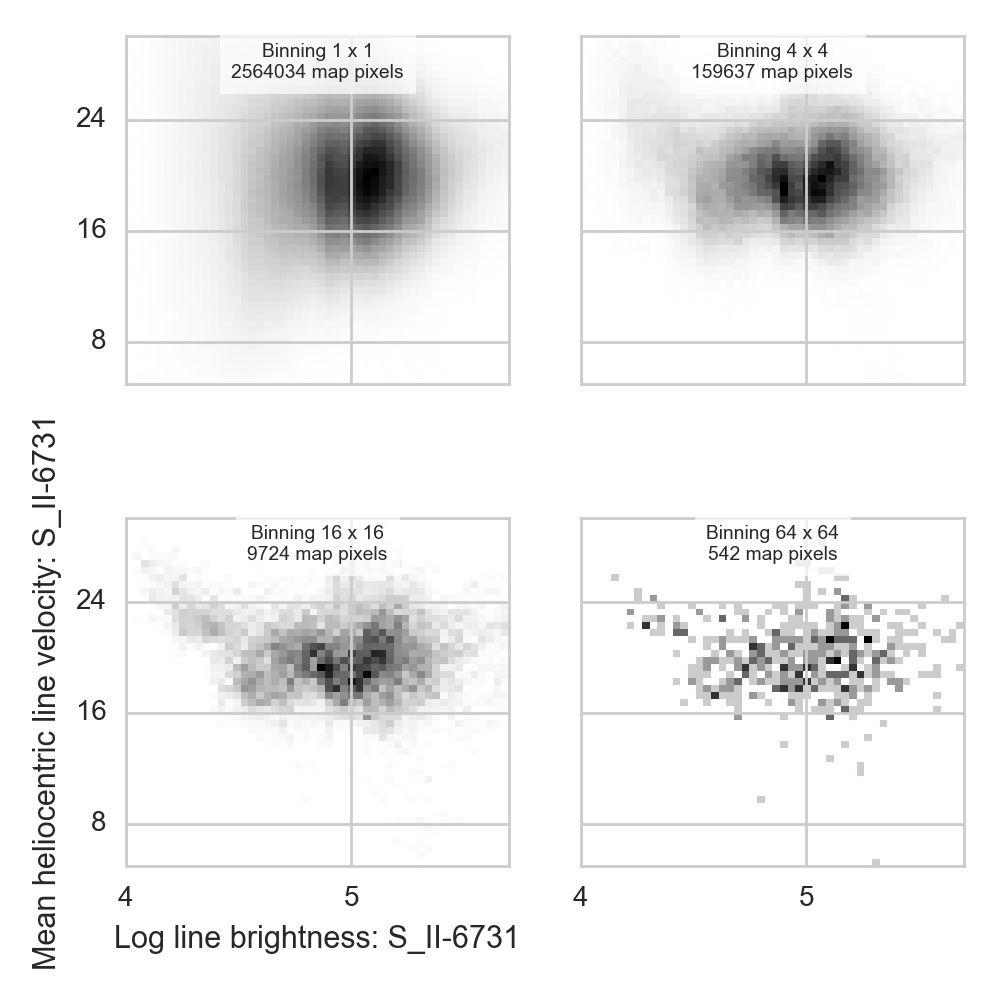 Binning 1 x 1
2564034 map pixels
Binning 4 x 4
159637 map pixels
24
16
8
Binning 16 x 16
9724 map pixels
Binning 64 x 64
542 map pixels
24
16
8
4
5
4
5
Mean heliocentric line velocity: S_II-6731
Log line brightness: S_II-6731